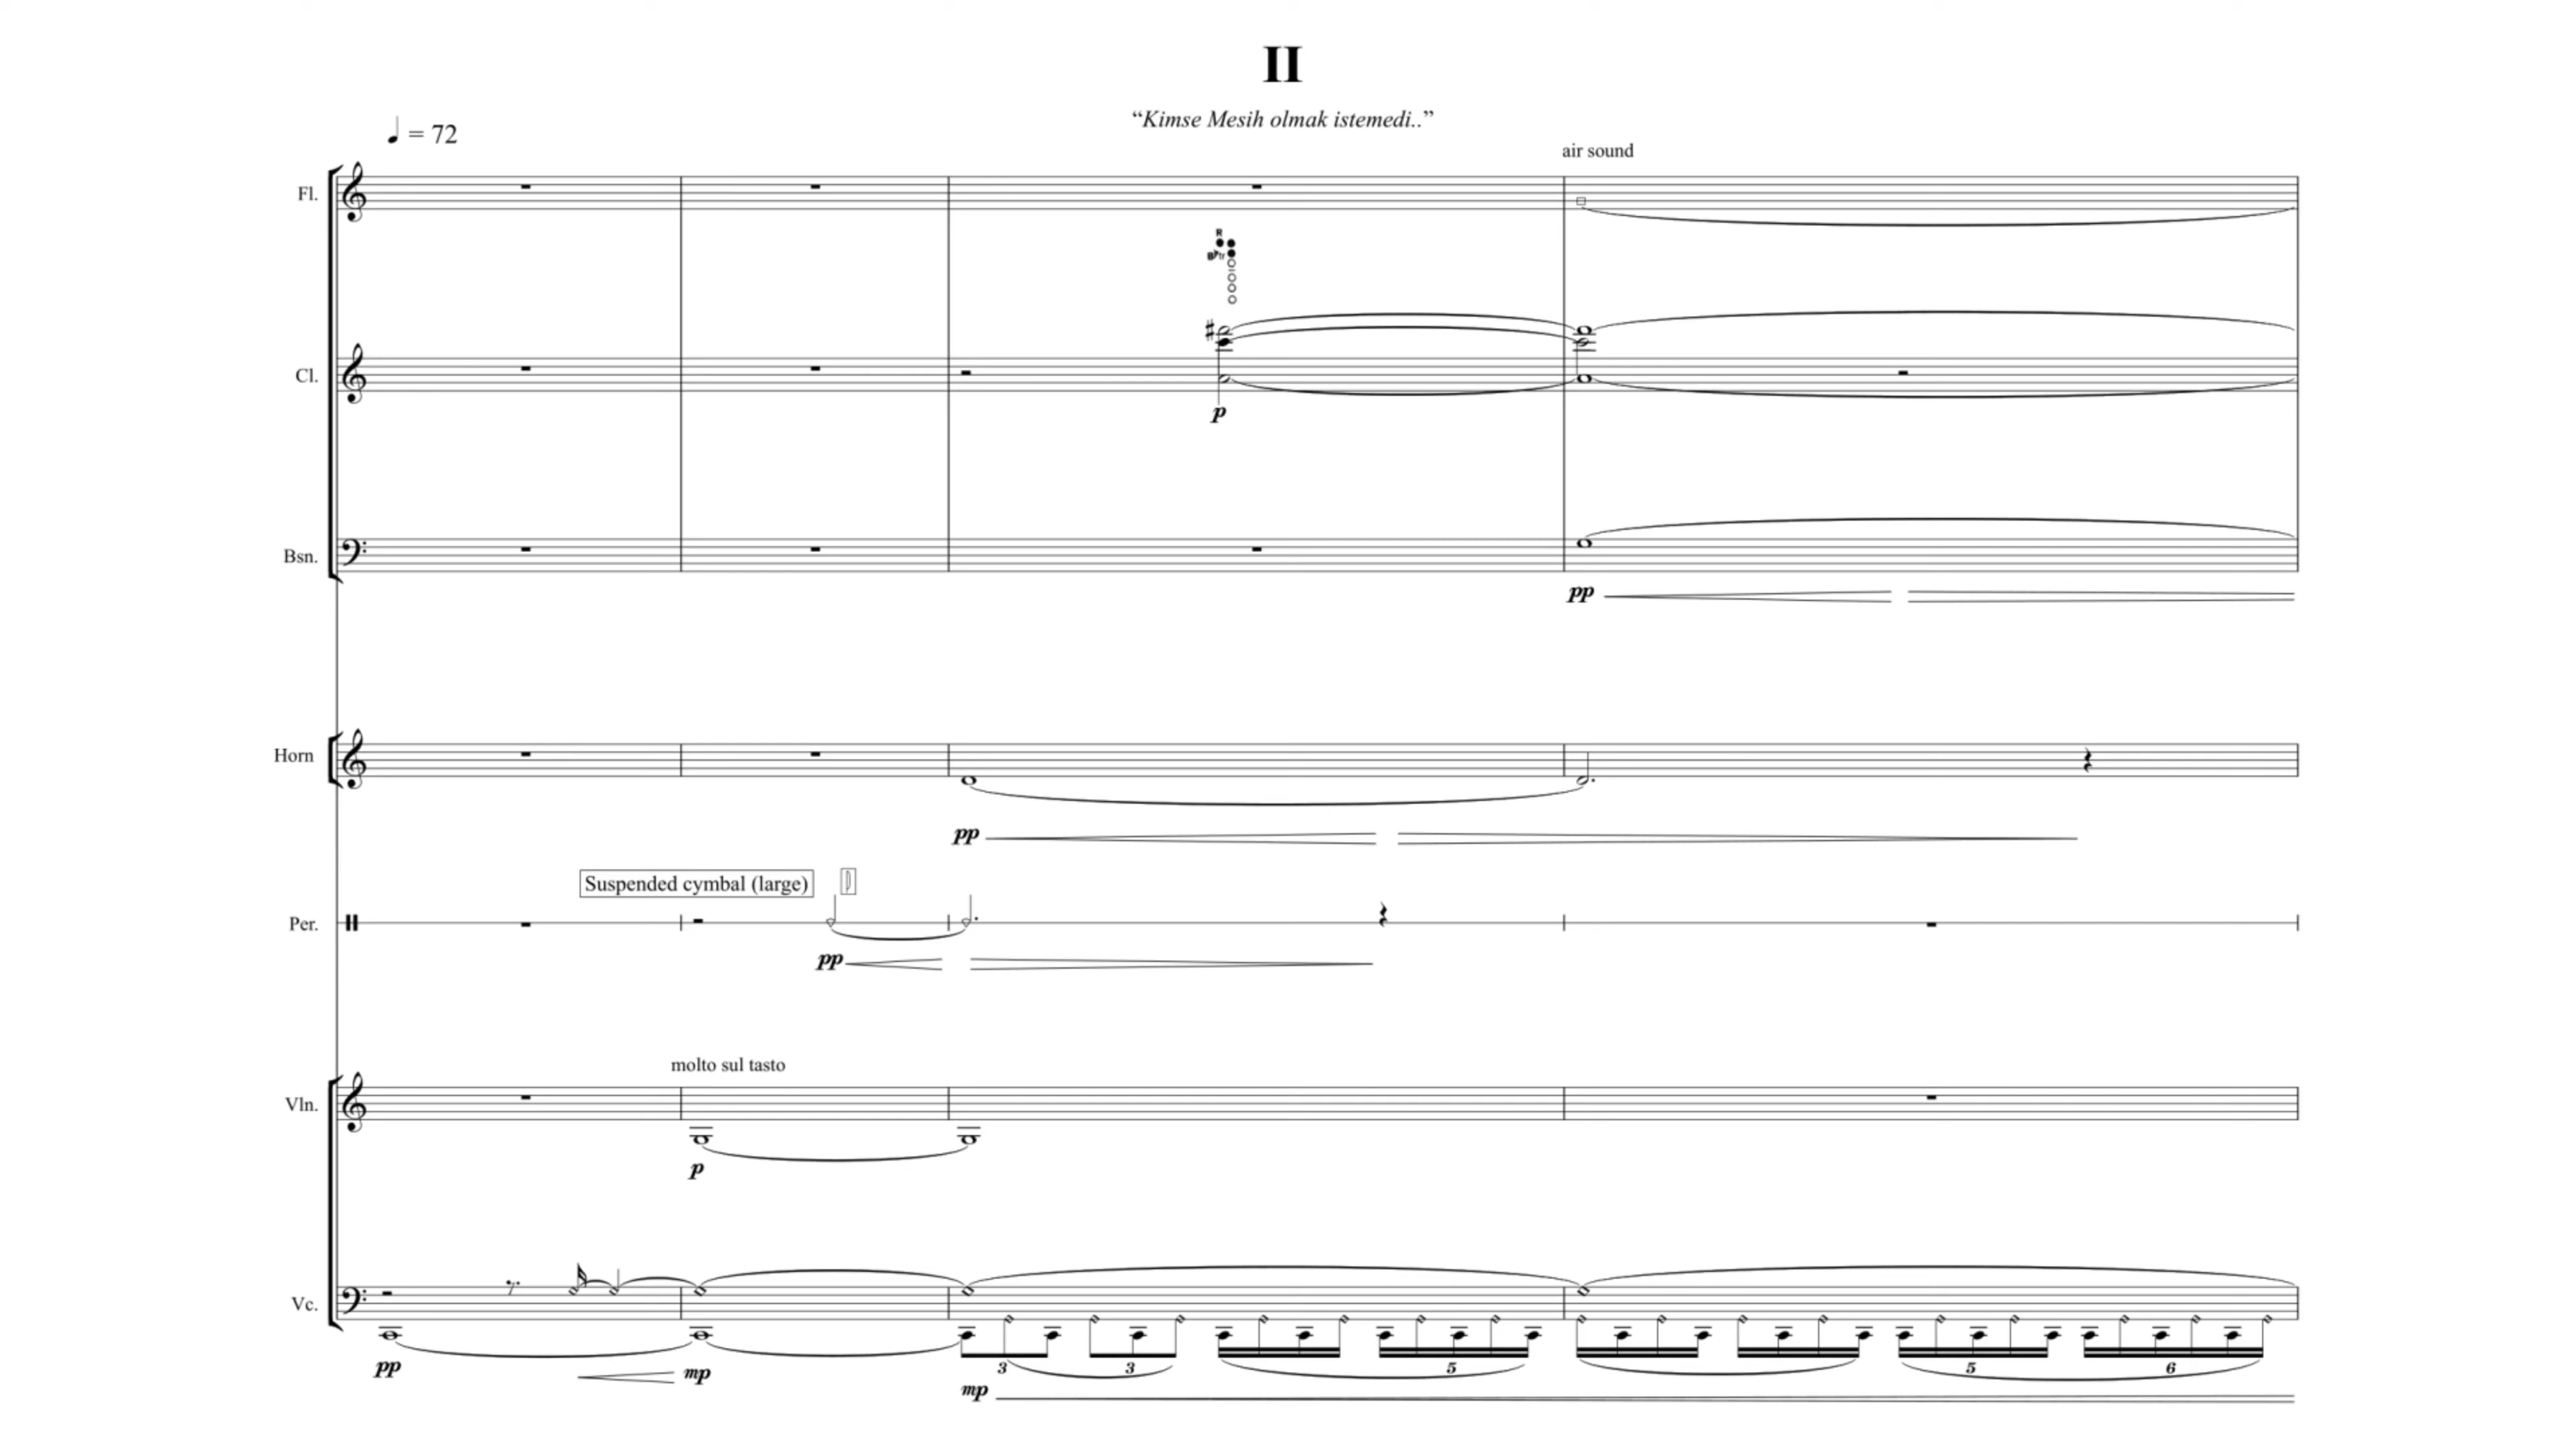 II
“Kimse Mesih olmak istemedi..”
♩ = 72
air sound
Fl.
R
B♭ tr
Cl.
p
Bsn.
pp
Horn
pp
Suspended cymbal (large)
Per.
pp
molto sul tasto
Vln.
p
Vc.
3 3 5 5 6
pp mp
mp